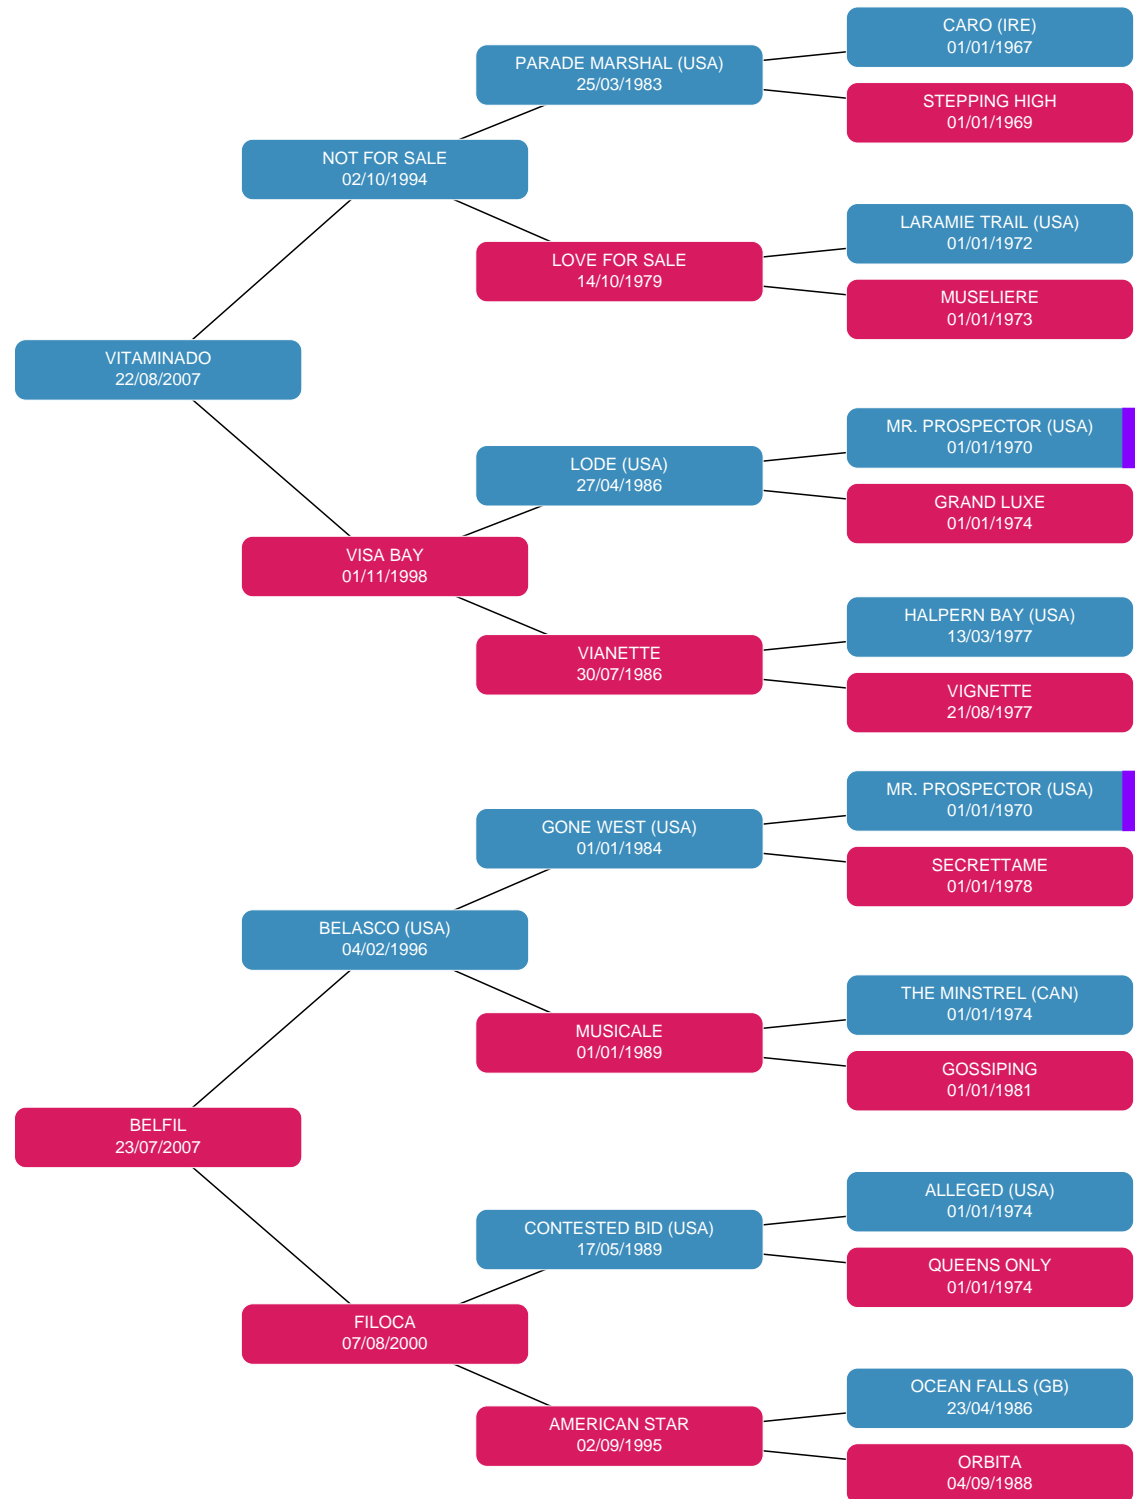 CARO (IRE)
01/01/1967
PARADE MARSHAL (USA)
25/03/1983
STEPPING HIGH
01/01/1969
NOT FOR SALE
02/10/1994
LARAMIE TRAIL (USA)
01/01/1972
LOVE FOR SALE
14/10/1979
MUSELIERE
01/01/1973
VITAMINADO
22/08/2007
MR. PROSPECTOR (USA)
01/01/1970
LODE (USA)
27/04/1986
GRAND LUXE
01/01/1974
VISA BAY
01/11/1998
HALPERN BAY (USA)
13/03/1977
VIANETTE
30/07/1986
VIGNETTE
21/08/1977
MR. PROSPECTOR (USA)
01/01/1970
GONE WEST (USA)
01/01/1984
SECRETTAME
01/01/1978
BELASCO (USA)
04/02/1996
THE MINSTREL (CAN)
01/01/1974
MUSICALE
01/01/1989
GOSSIPING
01/01/1981
BELFIL
23/07/2007
ALLEGED (USA)
01/01/1974
CONTESTED BID (USA)
17/05/1989
QUEENS ONLY
01/01/1974
FILOCA
07/08/2000
OCEAN FALLS (GB)
23/04/1986
AMERICAN STAR
02/09/1995
ORBITA
04/09/1988